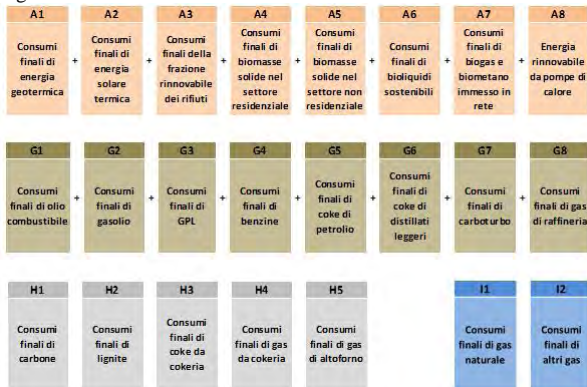 A1 A2 A3 A4 A5 A6 A7 A8
Consumi
finali di
energia
geotermica
+
Consumi
finali di
energia
solare
termica
+
Consumi
finali della
frazione
rinnovabile
dei rifiuti
+
Consumi
finali di
biomasse
solide nel
settore
residenziale
+
Consumi
finali di
biomasse
solide nel
settore non
residenziale
+
Consumi
finali di
bioliquidi
sostenibili
+
Consumi
finali di
biogas e
biometano
immesso in
rete
+
Energia
rinnovabile
da pompe di
calore
G1 G2 G3 G4 G5 G6 G7 G8
Consumi
finali di olio
combustibile
+
Consumi
finali di
gasolio
+
Consumi
finali di
GPL
+
Consumi
finali di
benzine
+
Consumi
finali di
coke di
petrolio
+
Consumi
finali di
coke di
distillati
leggeri
+
Consumi
finali di
carboturbo
+
Consumi
finali di gas
di raffineria
H1 H2 H3 H4 H5 I1 I2
Consumi
finali di
carbone
Consumi
finali di
lignite
Consumi
finali di
coke da
cokeria
Consumi
finali di gas
da cokeria
Consumi
finali di gas
di altoforno
Consumi
finali di gas
naturale
Consumi
finali di
altri gas